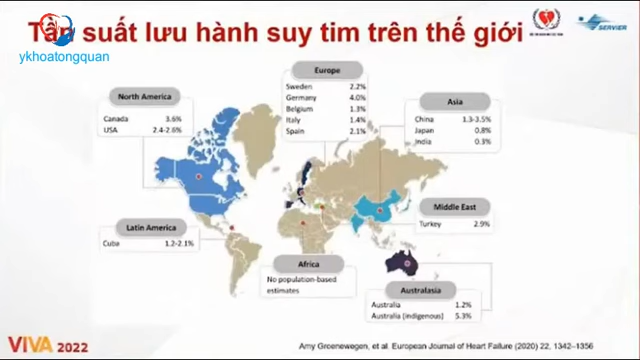 Tần suất lưu hành suy tim trên thế giới
ykhoatongquan
SERVIER
Europe
Sweden 2.2%
Germany 4.0%
Belgium 1.3%
Italy 1.4%
Spain 2.1%
North America
Canada 3.6%
USA 2.4-2.6%
Asia
China 1.3-3.5%
Japan 0.8%
India 0.3%
Middle East
Turkey 2.9%
Latin America
Cuba 1.2-2.1%
Africa
No population-based
estimates
Australasia
Australia 1.2%
Australia (Indigenous) 5.3%
VIVA 2022
Amy Groenewegen, et al. European Journal of Heart Failure (2020) 22, 1342–1356